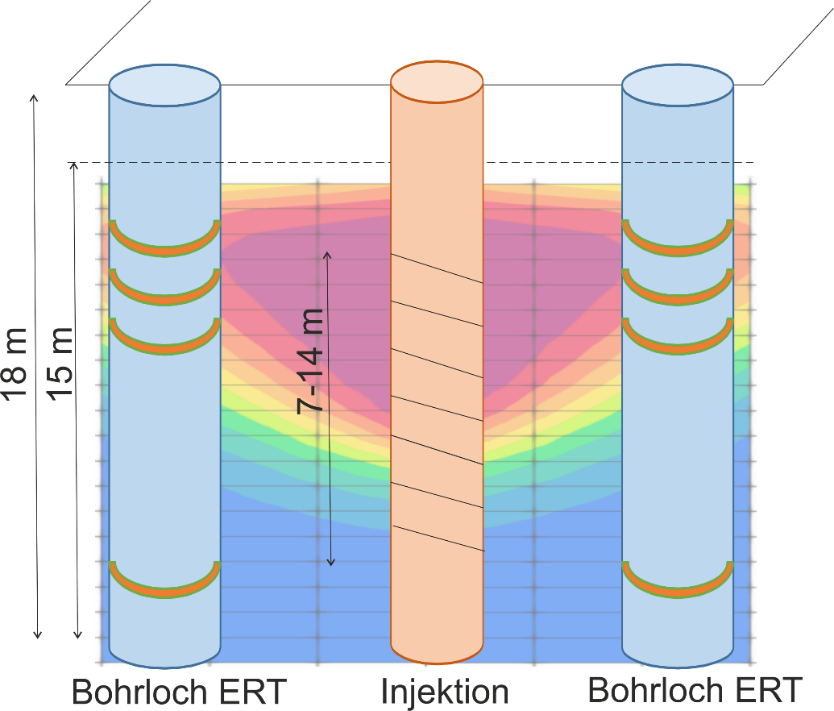 18 m
15 m
7-14 m
Bohrloch ERT
Injektion
Bohrloch ERT